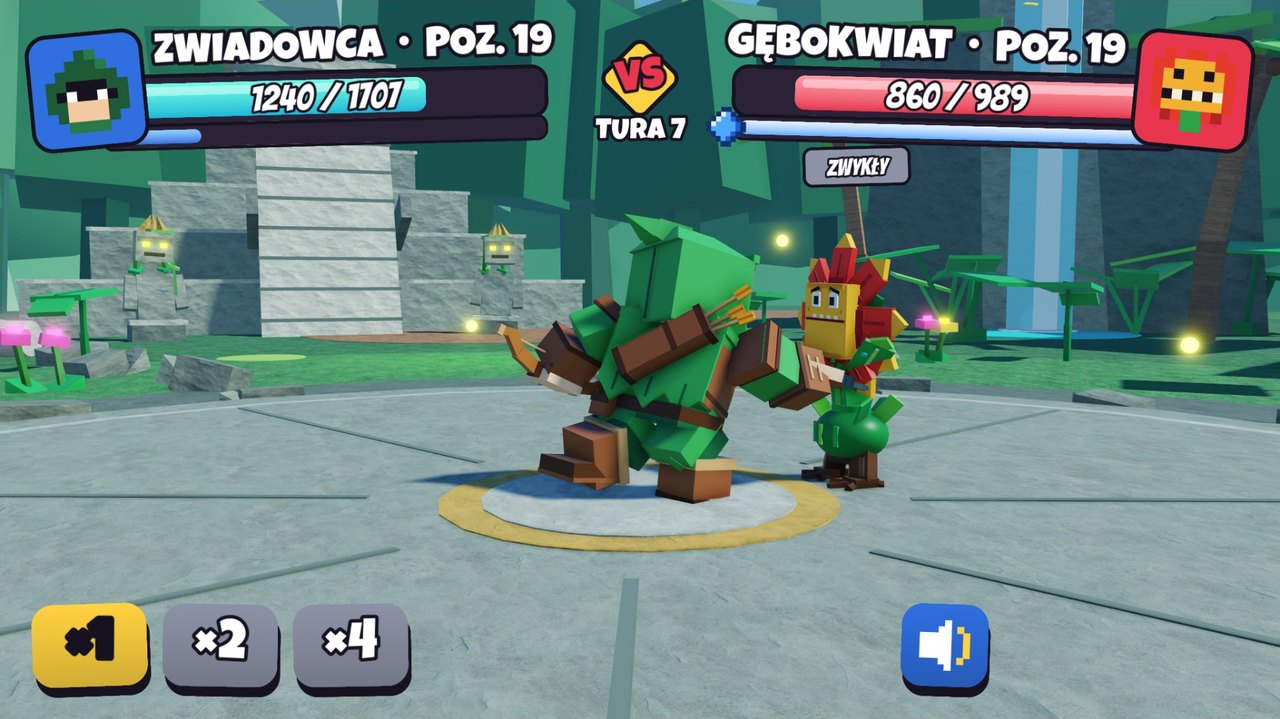 ZWIADOWCA • POZ. 19
1240 / 1707
VS
TURA 7
GĘBOKWIAT • POZ. 19
860 / 989
ZWYKŁY
×1
×2
×4